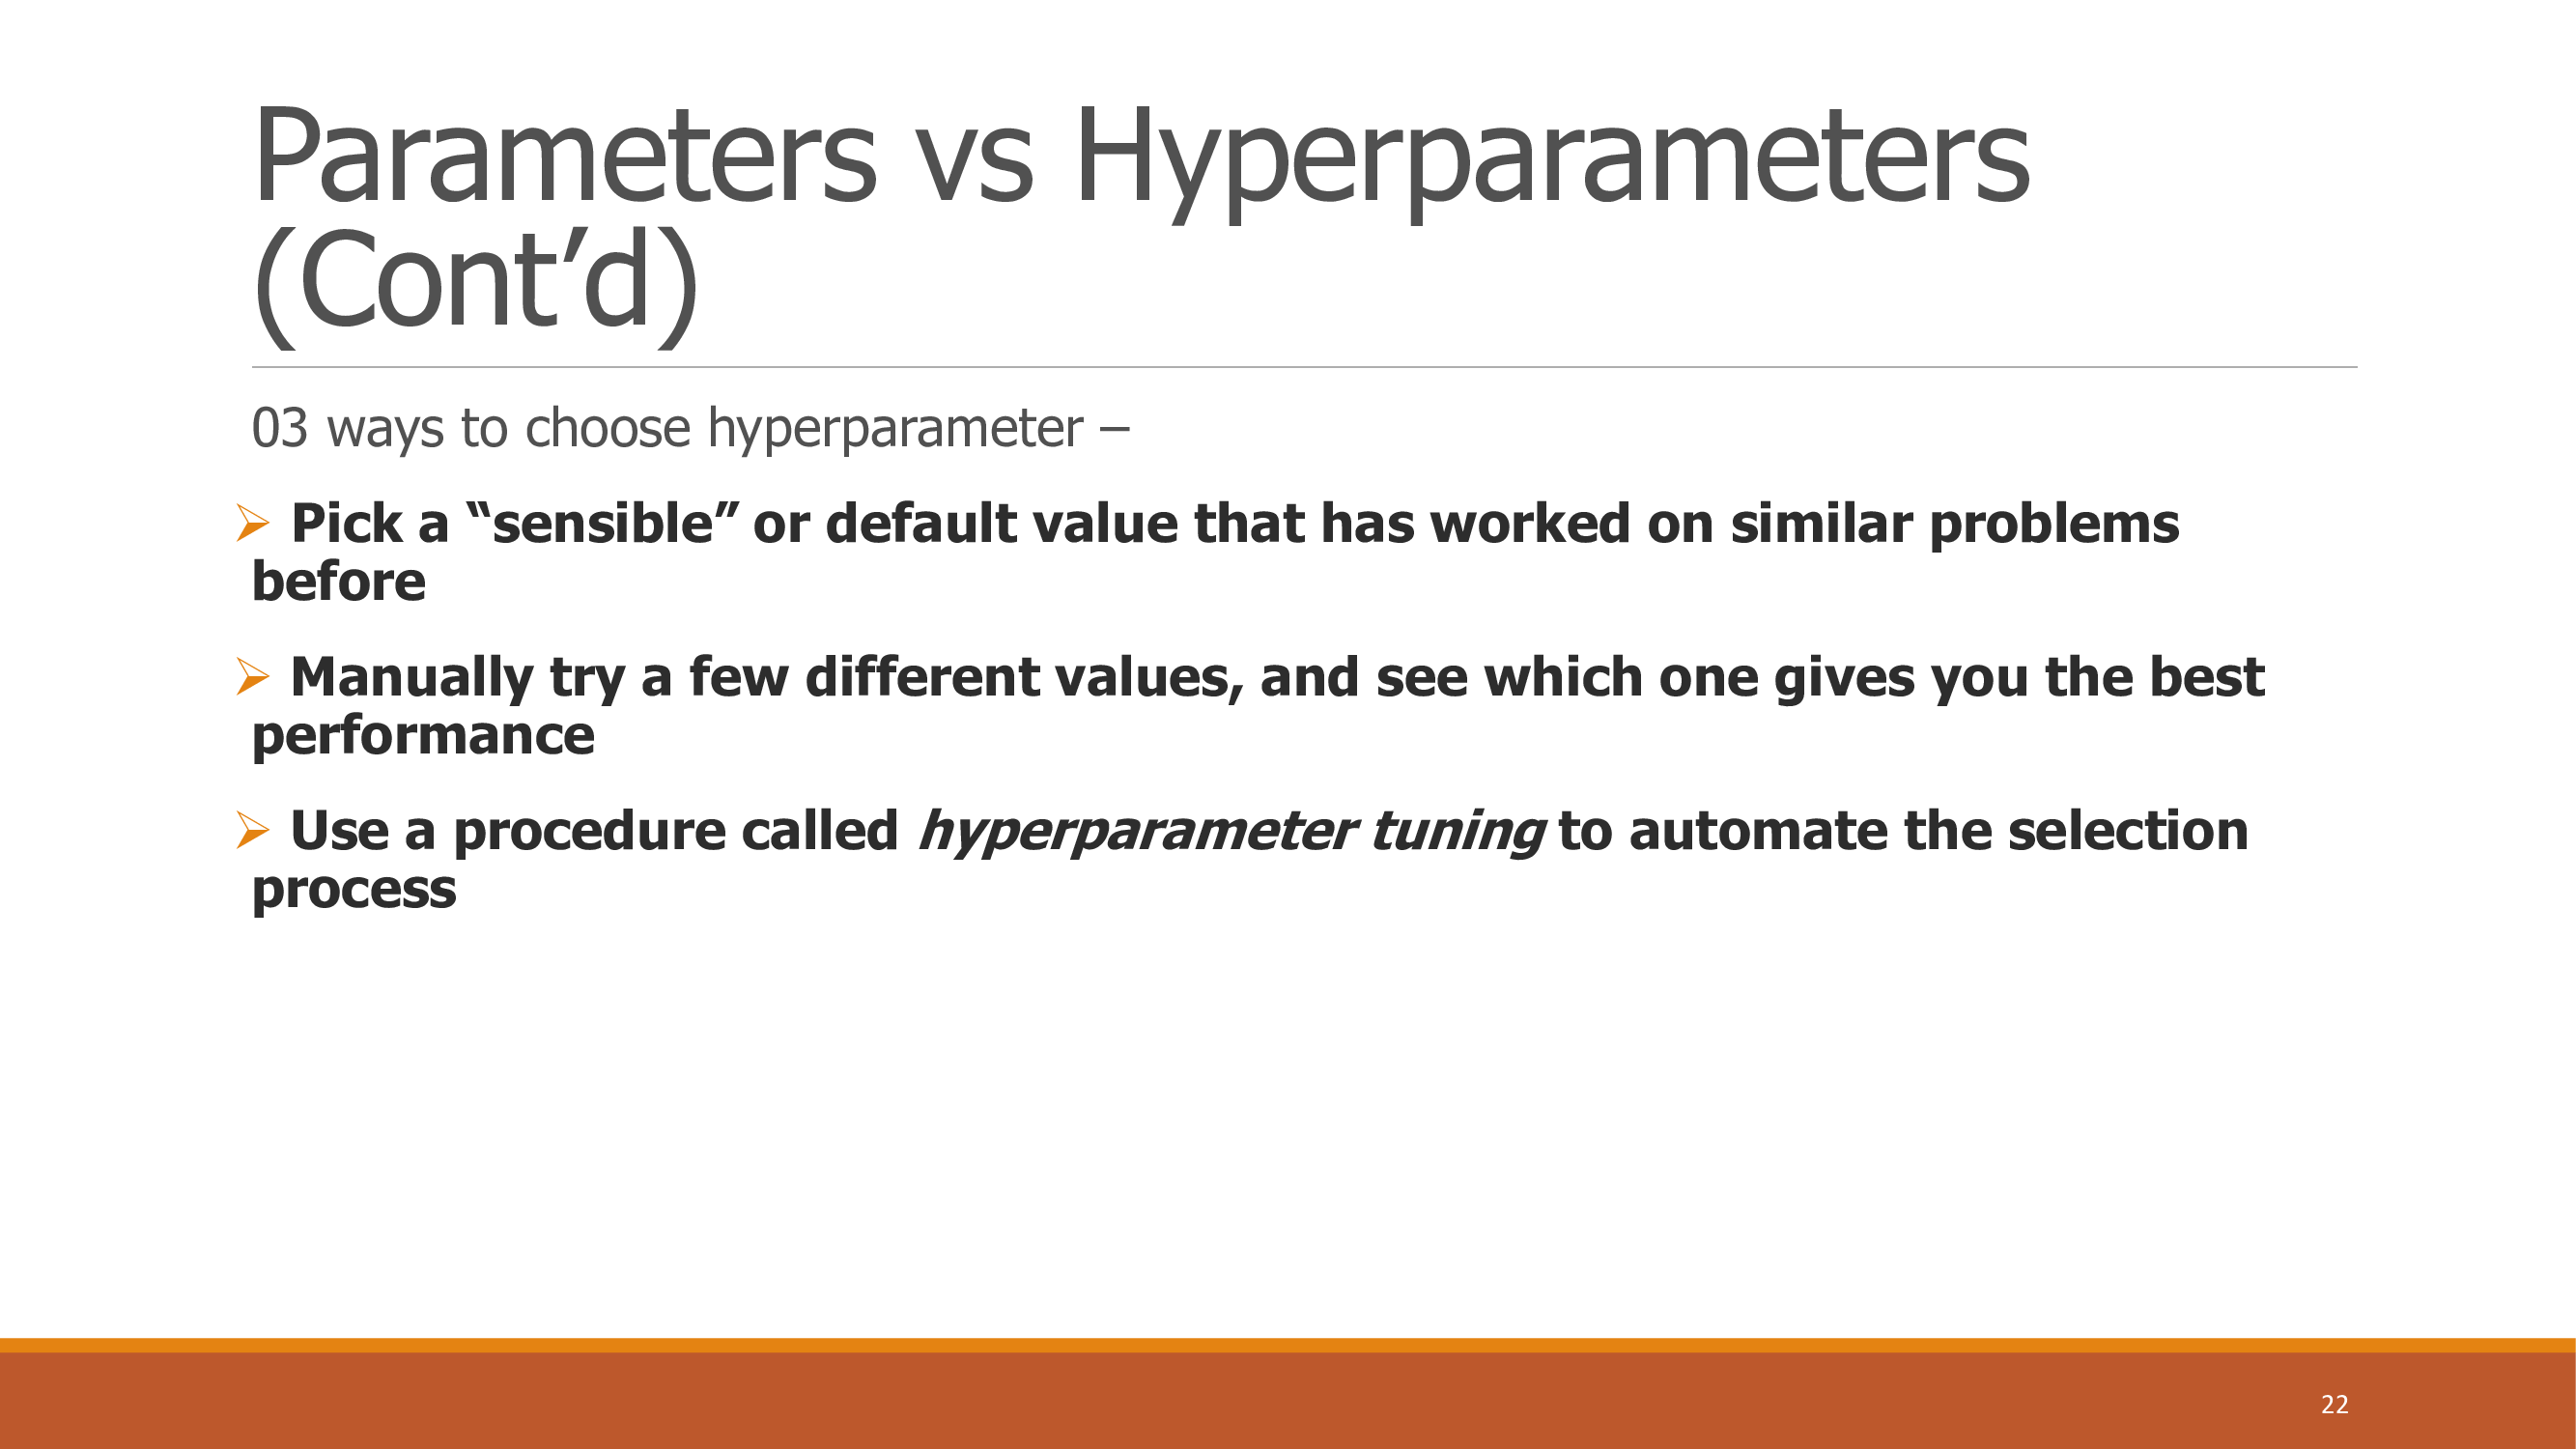 Parameters vs Hyperparameters
(Cont’d)
03 ways to choose hyperparameter –
➢ Pick a “sensible” or default value that has worked on similar problems
before
➢ Manually try a few different values, and see which one gives you the best
performance
➢ Use a procedure called hyperparameter tuning to automate the selection
process
22